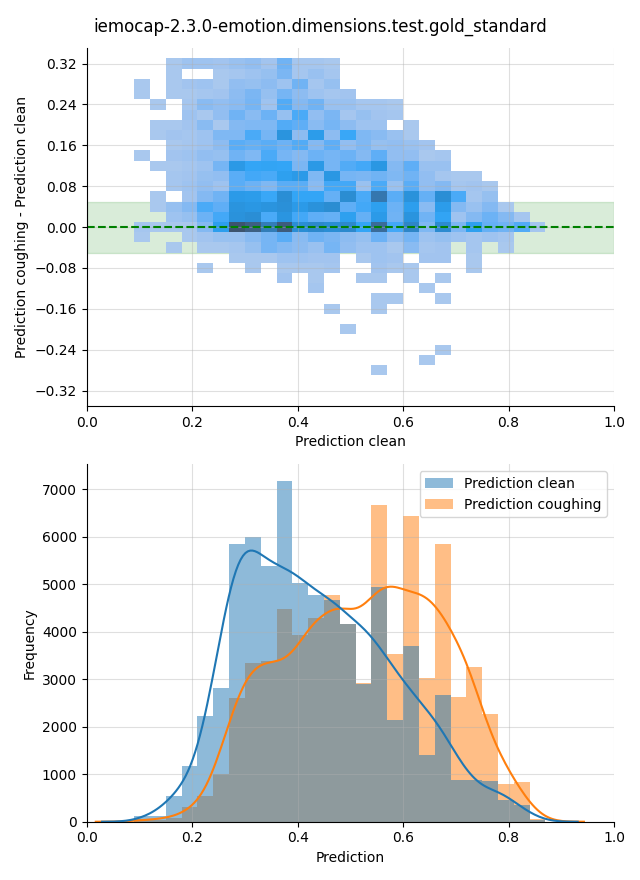 iemocap-2.3.0-emotion.dimensions.test.gold_standard
Prediction coughing - Prediction clean
0.32
0.24
0.16
0.08
0.00
−0.08
−0.16
−0.24
−0.32
0.0 0.2 0.4 0.6 0.8 1.0
Prediction clean
Frequency
7000
6000
5000
4000
3000
2000
1000
0
Prediction clean
Prediction coughing
0.0 0.2 0.4 0.6 0.8 1.0
Prediction